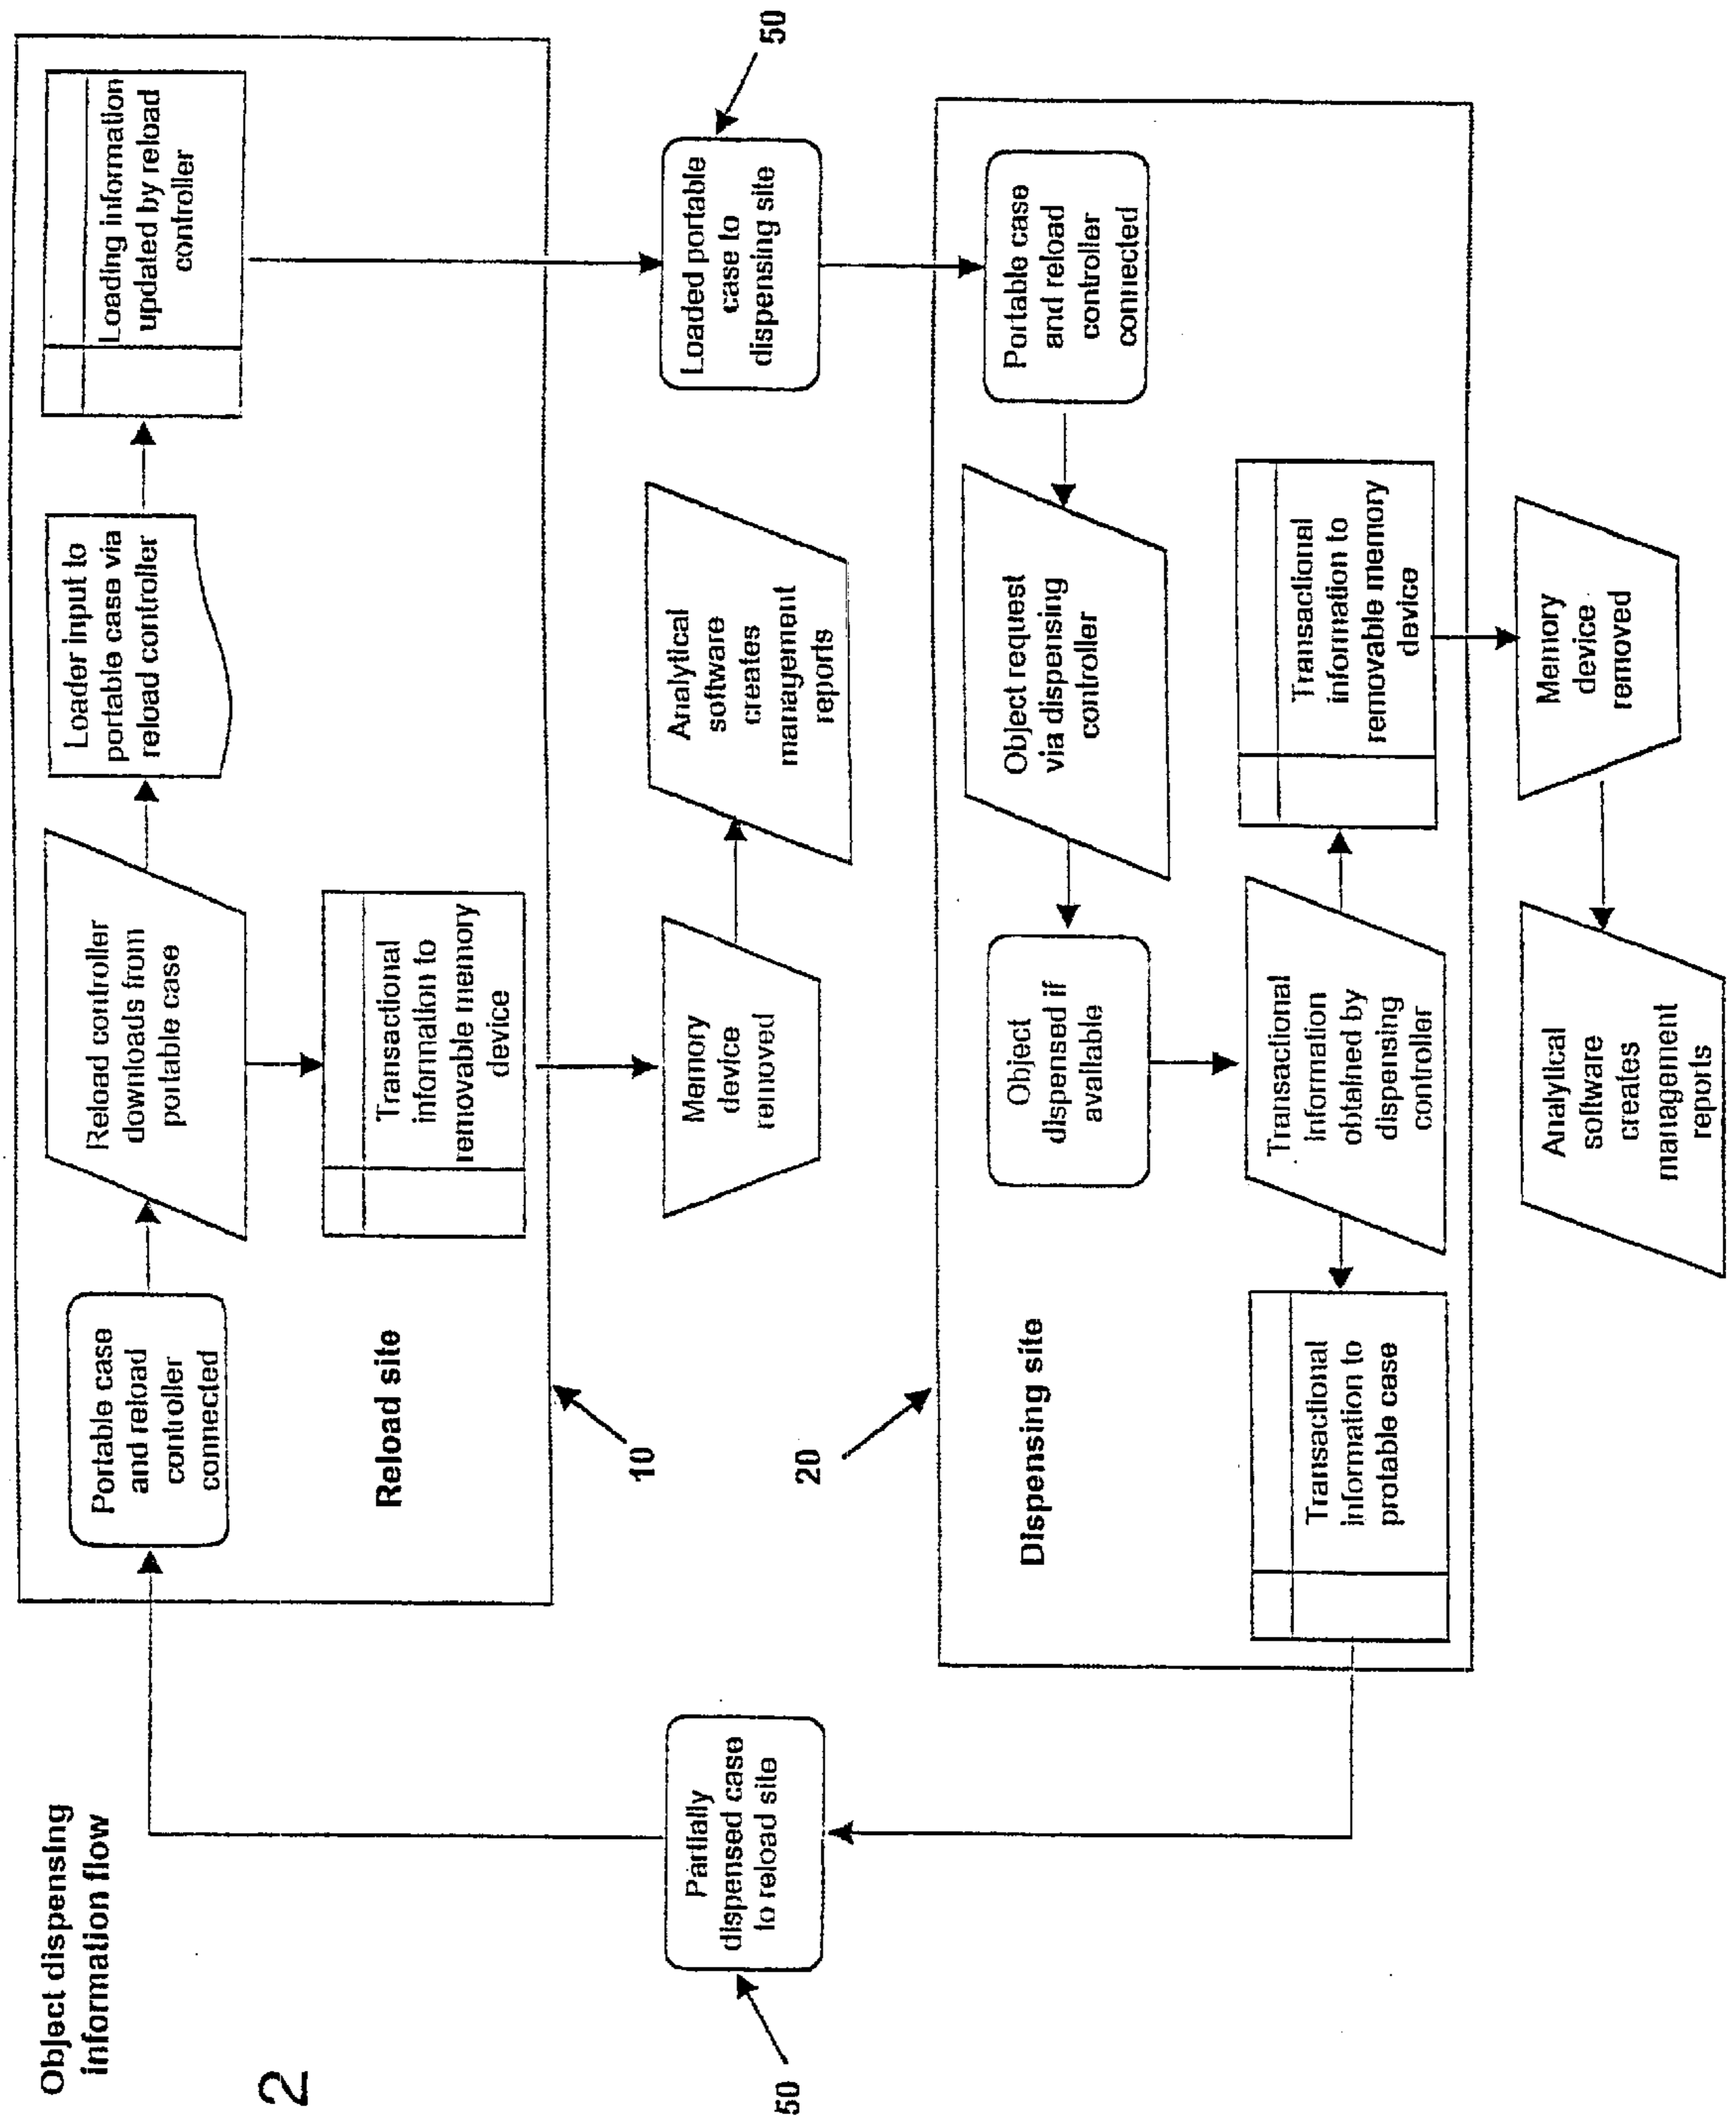 Object dispensing
information flow
2
Portable case
and reload
controller
connected
Reload controller
downloads from
portable case
Loader input to
portable case via
reload controller
Loading information
updated by reload
controller
Reload site
Transactional
information to
removable memory
device
10
50
Partially
dispensed case
to reload site
Memory
device
removed
Analytical
software
creates
management
reports
Loaded portable
case to
dispensing site
50
20
Dispensing site
Object
dispensed if
available
Object request
via dispensing
controller
Portable case
and reload
controller
connected
Transactional
information to
protable case
Transactional
information
obtained by
dispensing
controller
Transactional
information to
removable memory
device
Analytical
software
creates
management
reports
Memory
device
removed